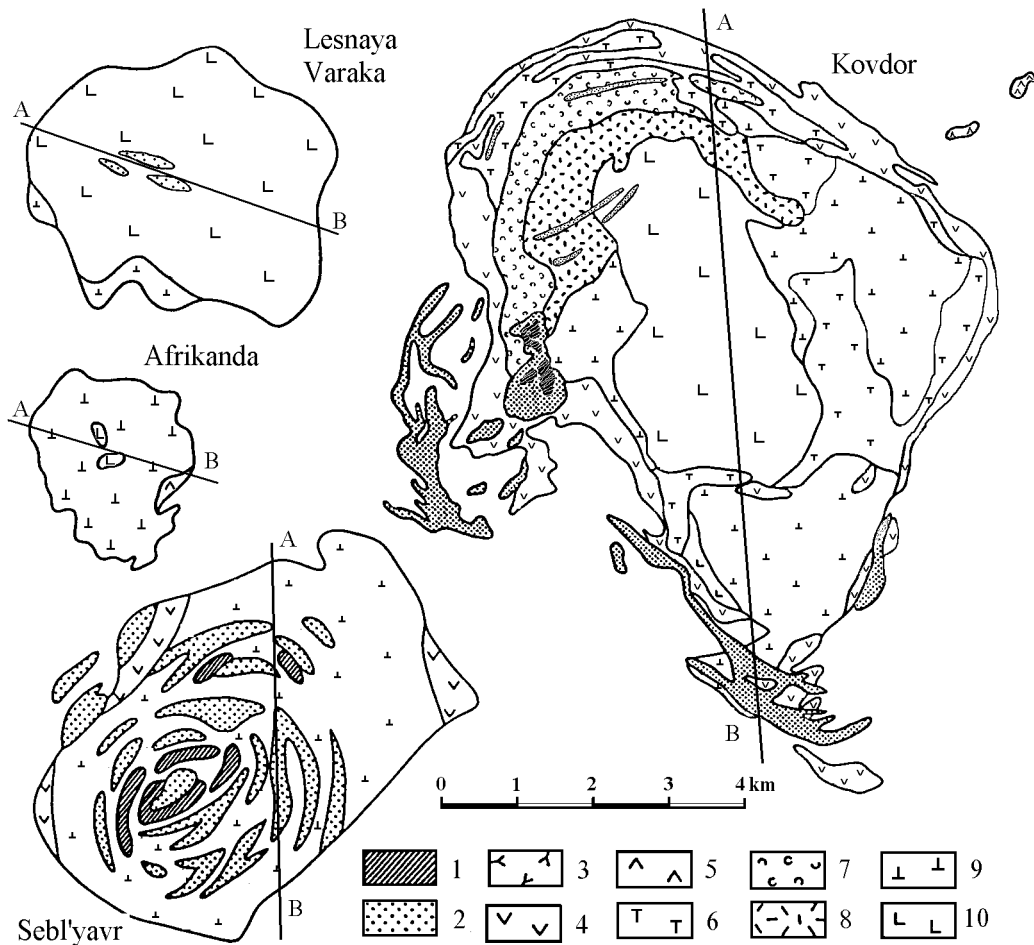 Lesnaya
Varaka
A
B
Afrikanda
A
B
Kovdor
A
B
Sebl'yavr
A
B
0 1 2 3 4 km
1 3 5 7 9
2 4 6 8 10